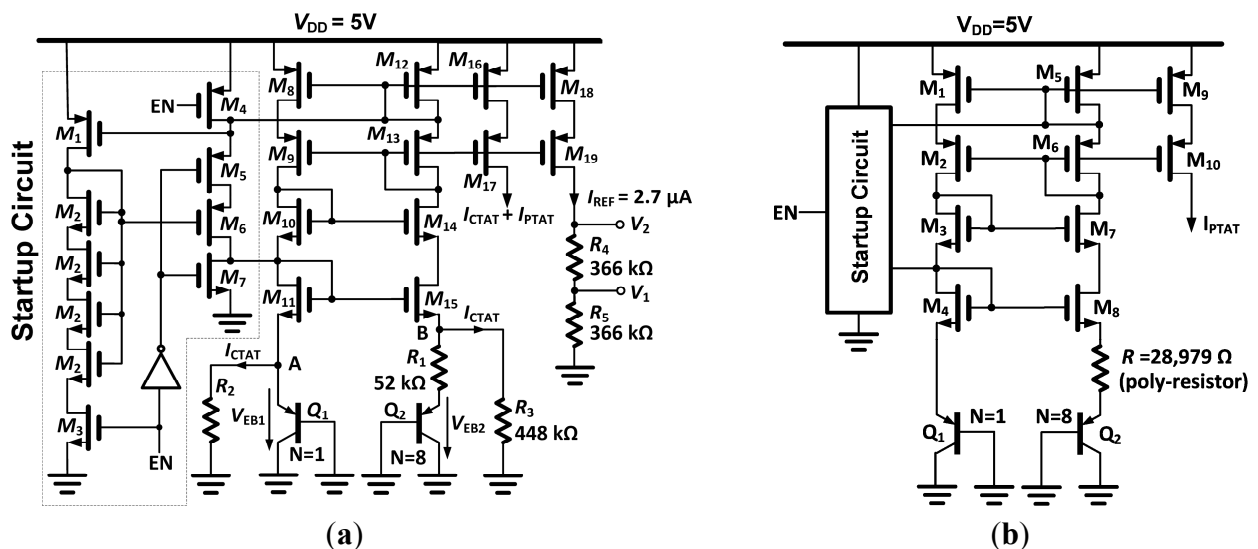 V_DD = 5V
Startup Circuit
M1
M2
M2
M2
M2
M3
EN
M4
M5
M6
M7
EN
M8
M9
M10
M11
M12
M13
M14
M15
M16
M17
M18
M19
I_CTAT + I_PTAT
I_REF = 2.7 μA
V2
R4
366 kΩ
V1
R5
366 kΩ
I_CTAT
A
R2
V_EB1
Q1
N=1
B
I_CTAT
R1
52 kΩ
Q2
N=8
V_EB2
R3
448 kΩ
(a)
V_DD=5V
Startup Circuit
EN
M1
M2
M3
M4
M5
M6
M7
M8
M9
M10
I_PTAT
R =28,979 Ω
(poly-resistor)
Q1
N=1
N=8
Q2
(b)